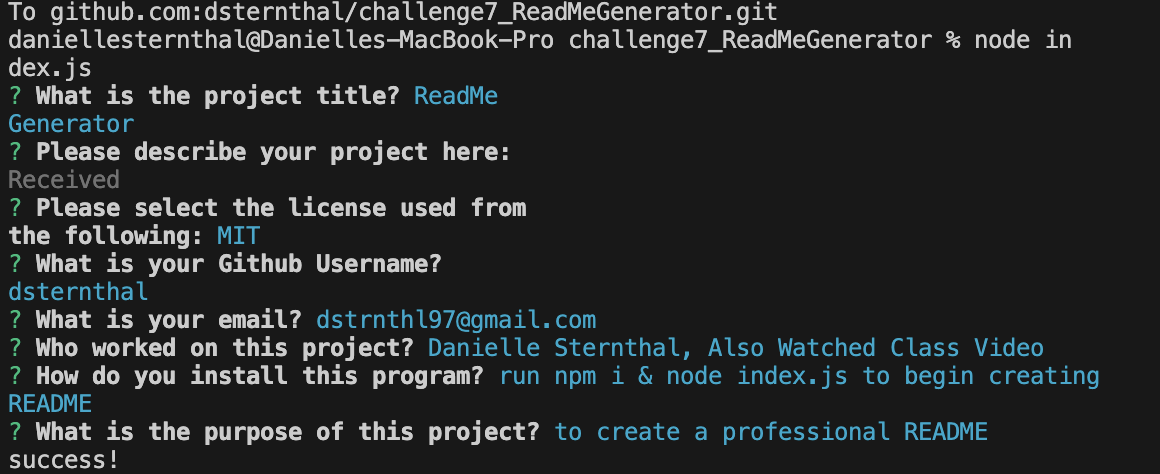 To github.com:dsternthal/challenge7_ReadMeGenerator.git
daniellesternthal@Danielles-MacBook-Pro challenge7_ReadMeGenerator % node in
dex.js
? What is the project title? ReadMe
Generator
? Please describe your project here:
Received
? Please select the license used from
the following: MIT
? What is your Github Username?
dsternthal
? What is your email? dstrnthl97@gmail.com
? Who worked on this project? Danielle Sternthal, Also Watched Class Video
? How do you install this program? run npm i & node index.js to begin creating
README
? What is the purpose of this project? to create a professional README
success!